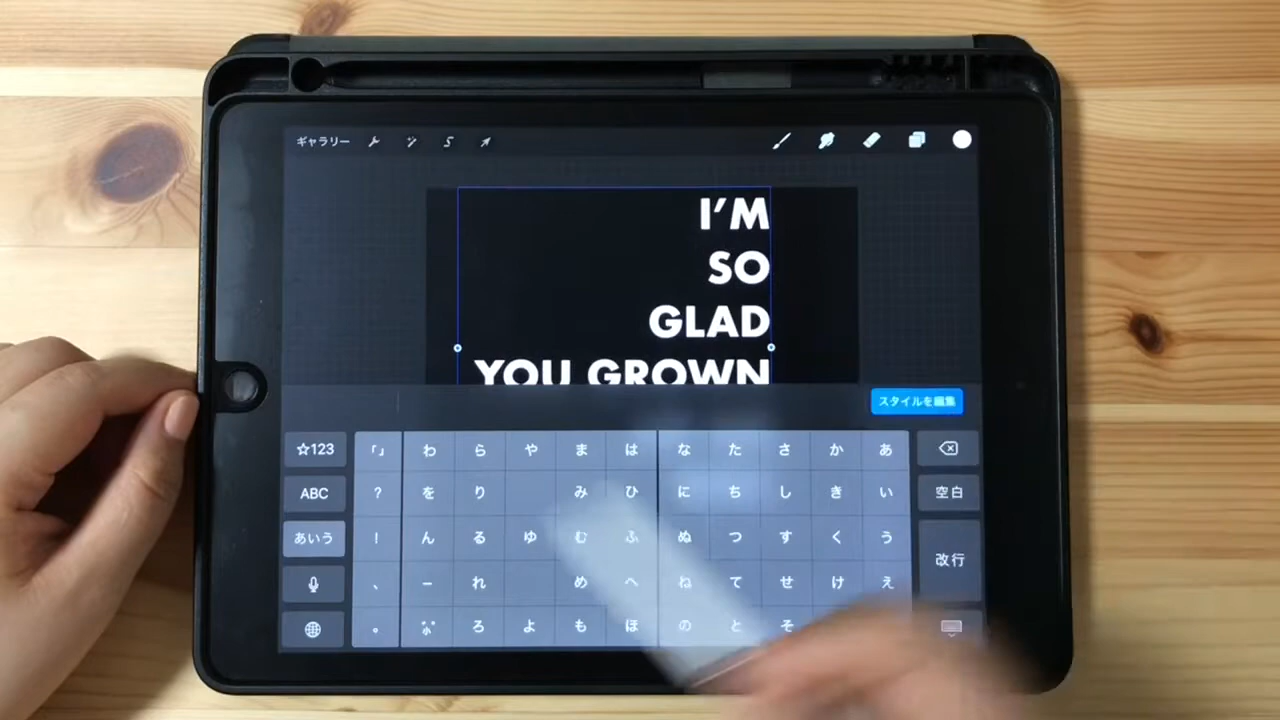 ギャラリー
I'M
SO
GLAD
YOU GROWN
スタイルを編集
☆123 「」 わ ら や ま は な た さ か あ
ABC ? を り み ひ に ち し き い 空白
あいう ! ん る ゆ む ふ ぬ つ す く う
改行
、 ー れ め へ ね て せ け え
。 ろ よ も ほ の と そ